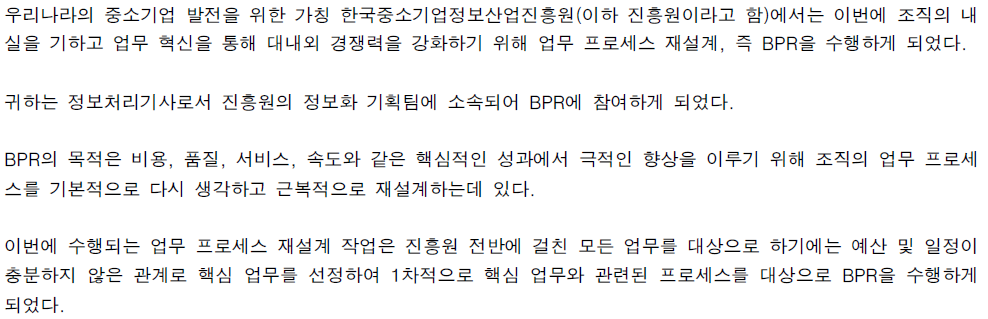 우리나라의 중소기업 발전을 위한 가칭 한국중소기업정보산업진흥원(이하 진흥원이라고 함)에서는 이번에 조직의 내
실을 기하고 업무 혁신을 통해 대내외 경쟁력을 강화하기 위해 업무 프로세스 재설계, 즉 BPR을 수행하게 되었다.
귀하는 정보처리기사로서 진흥원의 정보화 기획팀에 소속되어 BPR에 참여하게 되었다.
BPR의 목적은 비용, 품질, 서비스, 속도와 같은 핵심적인 성과에서 극적인 향상을 이루기 위해 조직의 업무 프로세
스를 기본적으로 다시 생각하고 근복적으로 재설계하는데 있다.
이번에 수행되는 업무 프로세스 재설계 작업은 진흥원 전반에 걸친 모든 업무를 대상으로 하기에는 예산 및 일정이
충분하지 않은 관계로 핵심 업무를 선정하여 1차적으로 핵심 업무와 관련된 프로세스를 대상으로 BPR을 수행하게
되었다.